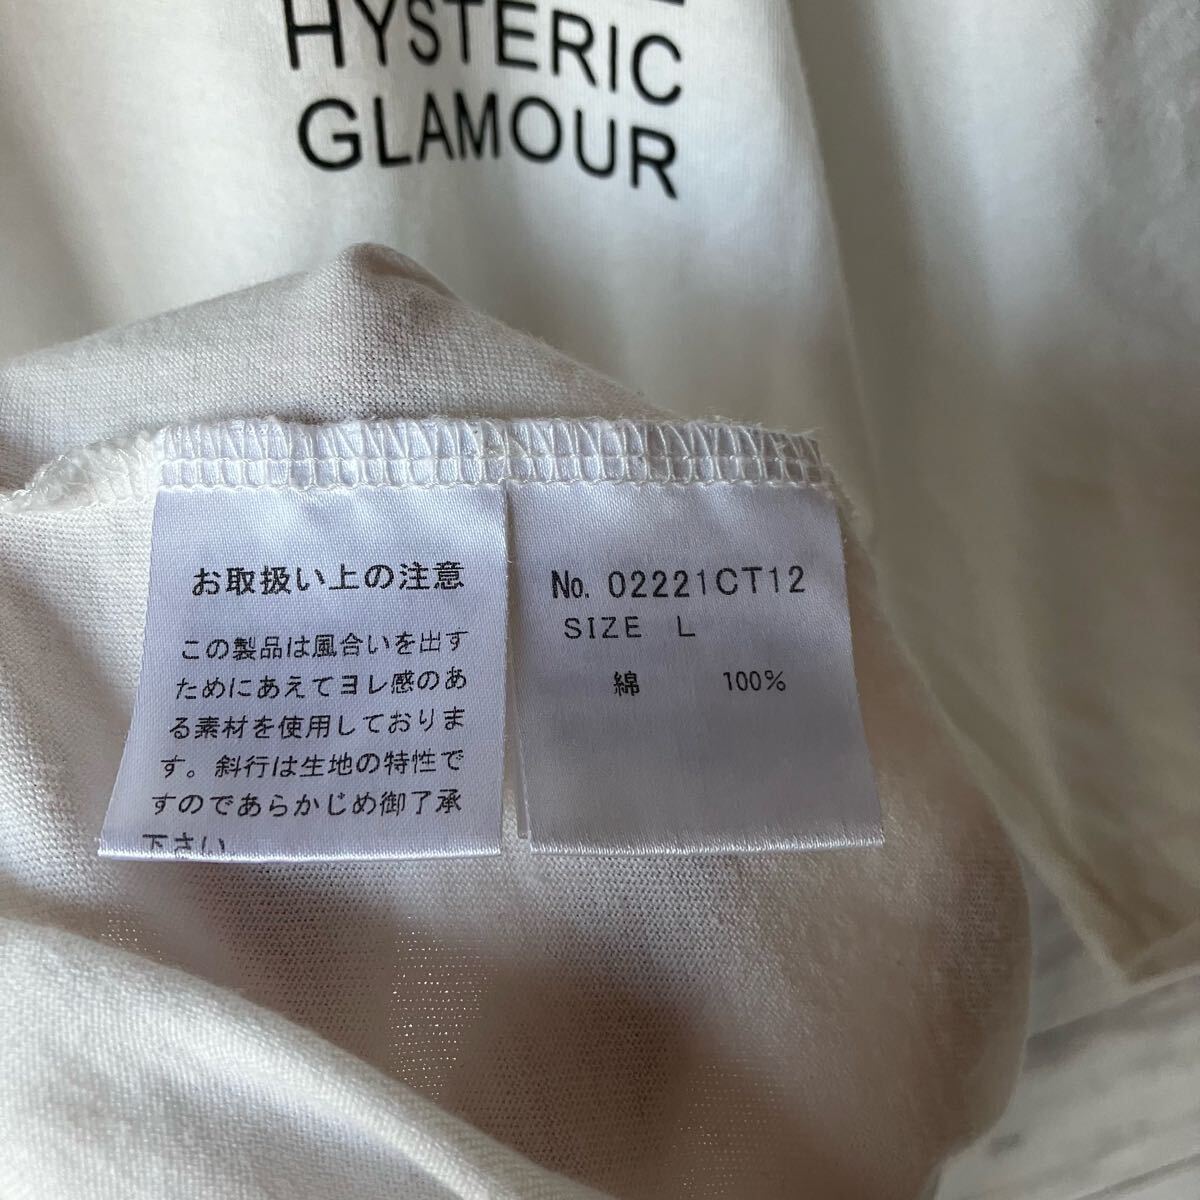 HYSTERIC
GLAMOUR
お取扱い上の注意
この製品は風合いを出す
ためにあえてヨレ感のあ
る素材を使用しておりま
す。斜行は生地の特性で
すのであらかじめ御了承
下さい
No. 02221CT12
SIZE L
綿 100%